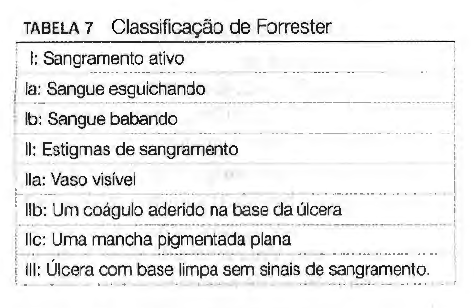 TABELA 7 Classificação de Forrester
I: Sangramento ativo
Ia: Sangue esguichando
Ib: Sangue babando
II: Estigmas de sangramento
IIa: Vaso visível
IIb: Um coágulo aderido na base da úlcera
IIc: Uma mancha pigmentada plana
III: Úlcera com base limpa sem sinais de sangramento.